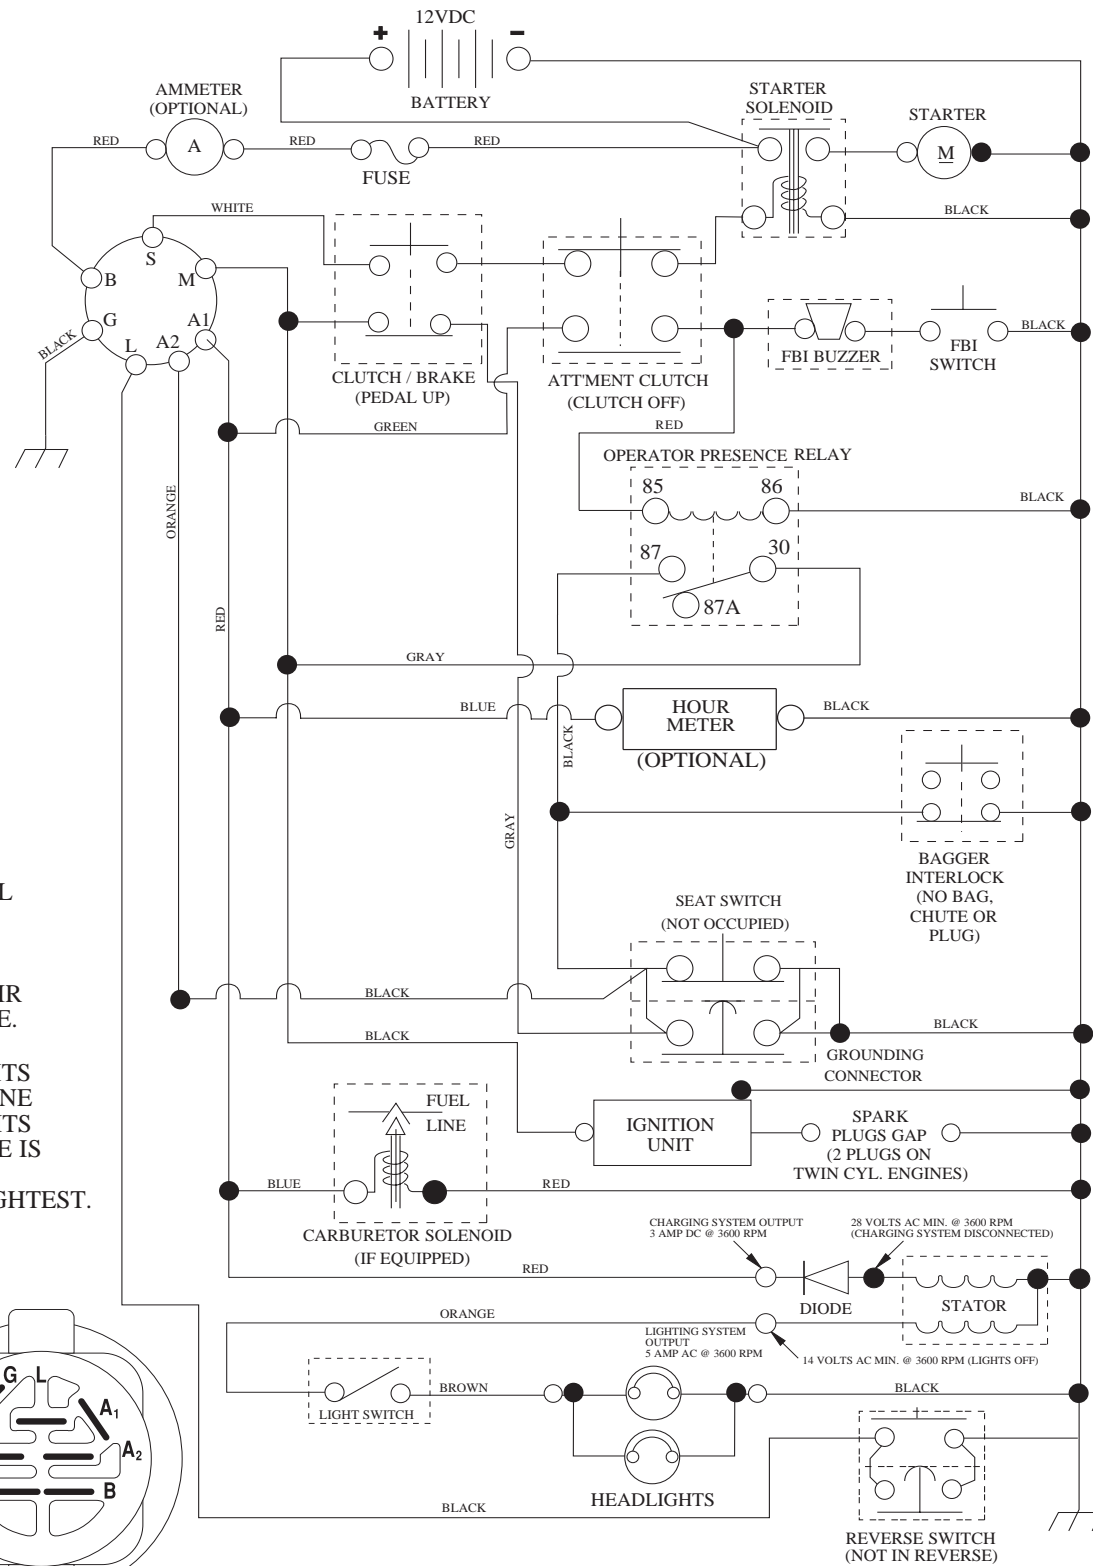 12VDC
+
-
BATTERY
AMMETER
(OPTIONAL)
STARTER
SOLENOID
STARTER
RED
A
RED
RED
M
FUSE
WHITE
BLACK
S
B
M
G
A1
L
A2
BLACK
CLUTCH / BRAKE
(PEDAL UP)
ATT'MENT CLUTCH
(CLUTCH OFF)
FBI BUZZER
FBI
SWITCH
BLACK
GREEN
RED
OPERATOR PRESENCE RELAY
85
86
BLACK
ORANGE
87
30
87A
RED
GRAY
BLUE
HOUR
METER
(OPTIONAL)
BLACK
BLACK
GRAY
BAGGER
INTERLOCK
(NO BAG,
CHUTE OR
PLUG)
SEAT SWITCH
(NOT OCCUPIED)
L
IR
E.
ITS
NE
ITS
E IS
GHTEST.
BLACK
BLACK
BLACK
GROUNDING
CONNECTOR
FUEL
LINE
IGNITION
UNIT
SPARK
PLUGS GAP
(2 PLUGS ON
TWIN CYL. ENGINES)
BLUE
RED
CARBURETOR SOLENOID
(IF EQUIPPED)
CHARGING SYSTEM OUTPUT
3 AMP DC @ 3600 RPM
28 VOLTS AC MIN. @ 3600 RPM
(CHARGING SYSTEM DISCONNECTED)
RED
DIODE
STATOR
ORANGE
LIGHTING SYSTEM
OUTPUT
5 AMP AC @ 3600 RPM
14 VOLTS AC MIN. @ 3600 RPM (LIGHTS OFF)
LIGHT SWITCH
BROWN
BLACK
HEADLIGHTS
G
L
A1
A2
B
BLACK
REVERSE SWITCH
(NOT IN REVERSE)